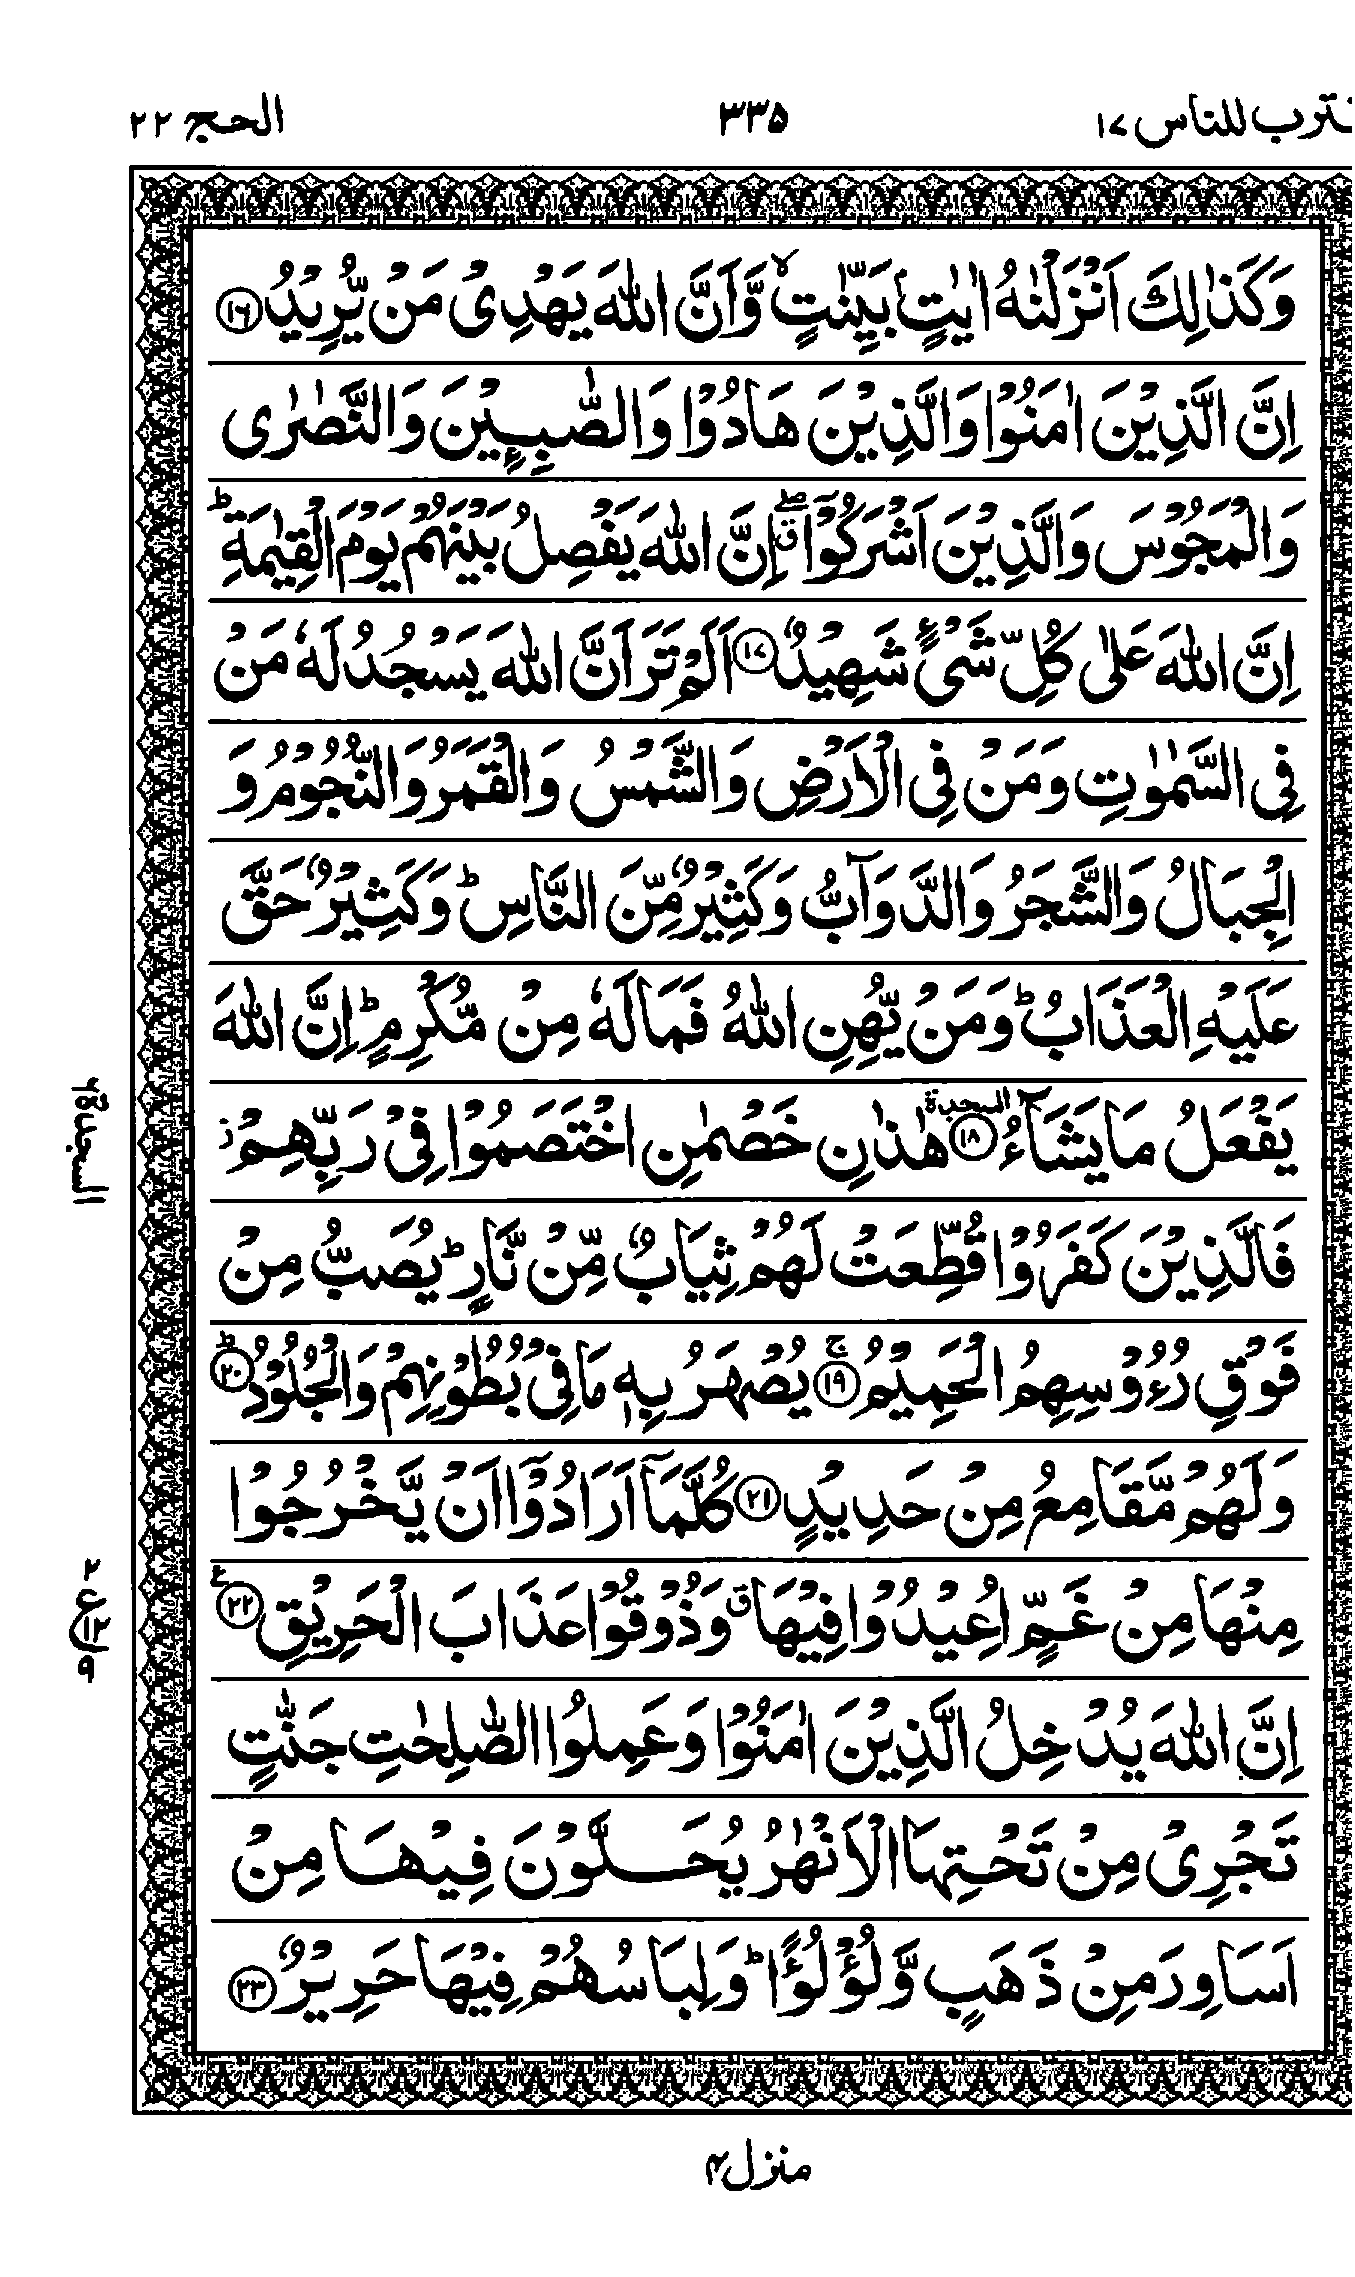 اقترب للناس ١٧ ٣٣٥ الحج ٢٢
وَكَذٰلِكَ اَنْزَلْنٰهُ اٰيٰتٍۭ بَيِّنٰتٍ ۙ وَّاَنَّ اللّٰهَ يَهْدِىْ مَنْ يُّرِيْدُ ﴿١٦﴾
اِنَّ الَّذِيْنَ اٰمَنُوْا وَالَّذِيْنَ هَادُوْا وَالصّٰبِـِٕيْنَ وَالنَّصٰرٰى
وَالْمَجُوْسَ وَالَّذِيْنَ اَشْرَكُوْۤا ۖۗ اِنَّ اللّٰهَ يَفْصِلُ بَيْنَهُمْ يَوْمَ الْقِيٰمَةِ ؕ
اِنَّ اللّٰهَ عَلٰى كُلِّ شَىْءٍ شَهِيْدٌ ﴿١٧﴾ اَلَمْ تَرَ اَنَّ اللّٰهَ يَسْجُدُ لَهٗ مَنْ
فِى السَّمٰوٰتِ وَمَنْ فِى الْاَرْضِ وَالشَّمْسُ وَالْقَمَرُ وَالنُّجُوْمُ وَ
الْجِبَالُ وَالشَّجَرُ وَالدَّوَآبُّ وَكَثِيْرٌ مِّنَ النَّاسِ ؕ وَكَثِيْرٌ حَقَّ
عَلَيْهِ الْعَذَابُ ؕ وَمَنْ يُّهِنِ اللّٰهُ فَمَا لَهٗ مِنْ مُّكْرِمٍ ؕ اِنَّ اللّٰهَ
يَفْعَلُ مَا يَشَآءُ ﴿١٨﴾ السجدة هٰذٰنِ خَصْمٰنِ اخْتَصَمُوْا فِىْ رَبِّهِمْ ز
فَالَّذِيْنَ كَفَرُوْا قُطِّعَتْ لَهُمْ ثِيَابٌ مِّنْ نَّارٍ ؕ يُصَبُّ مِنْ
فَوْقِ رُءُوْسِهِمُ الْحَمِيْمُ ۚ ﴿١٩﴾ يُصْهَرُ بِهٖ مَا فِىْ بُطُوْنِهِمْ وَالْجُلُوْدُ ؕ ﴿٢٠﴾
وَلَهُمْ مَّقَامِعُ مِنْ حَدِيْدٍ ﴿٢١﴾ كُلَّمَاۤ اَرَادُوْۤا اَنْ يَّخْرُجُوْا
مِنْهَا مِنْ غَمٍّ اُعِيْدُوْا فِيْهَا ق وَذُوْقُوْا عَذَابَ الْحَرِيْقِ ﴿٢٢﴾ ع
اِنَّ اللّٰهَ يُدْخِلُ الَّذِيْنَ اٰمَنُوْا وَعَمِلُوا الصّٰلِحٰتِ جَنّٰتٍ
تَجْرِىْ مِنْ تَحْتِهَا الْاَنْهٰرُ يُحَلَّوْنَ فِيْهَا مِنْ
اَسَاوِرَ مِنْ ذَهَبٍ وَّلُؤْلُؤًا ؕ وَلِبَاسُهُمْ فِيْهَا حَرِيْرٌ ﴿٢٣﴾
السجدة ٦
٢
ع ١٢
٩
منزل ٤